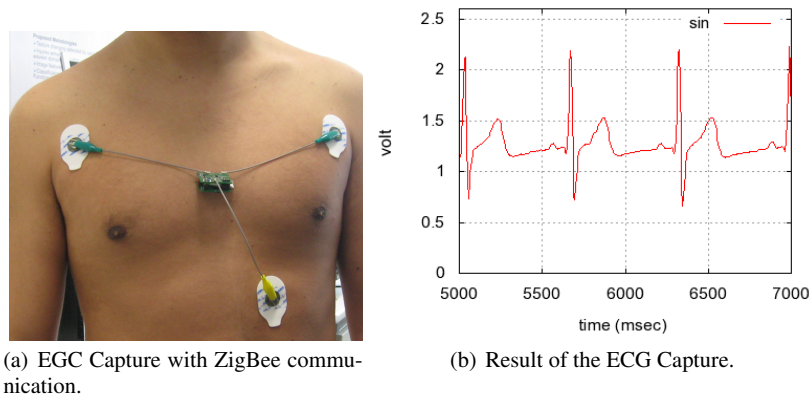 2.5
2
1.5
1
0.5
0
volt
sin
5000 5500 6000 6500 7000
time (msec)
(a) EGC Capture with ZigBee commu-
nication.
(b) Result of the ECG Capture.